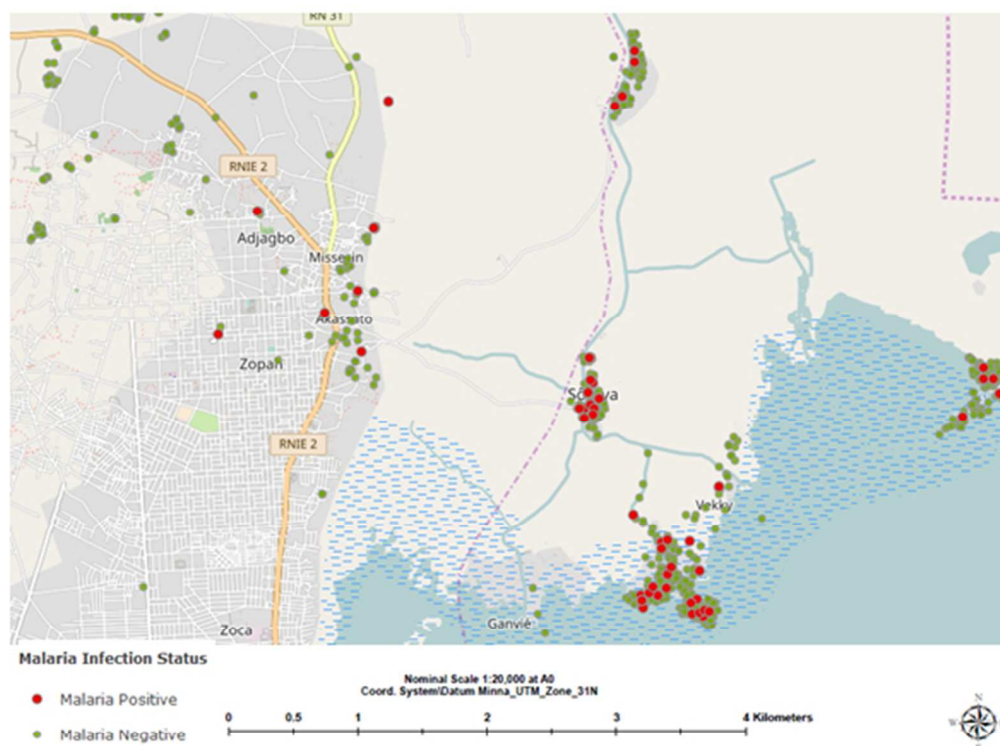 RN 31
RNIE 2
Adjagbo
Missérin
Akassato
Zopah
RNIE 2
Vekky
Ganvié
Zoca
Malaria Infection Status
Malaria Positive
Malaria Negative
Nominal Scale 1:20,000 at A0
Coord. System\Datum Minna_UTM_Zone_31N
0 0.5 1 2 3 4 Kilometers
N